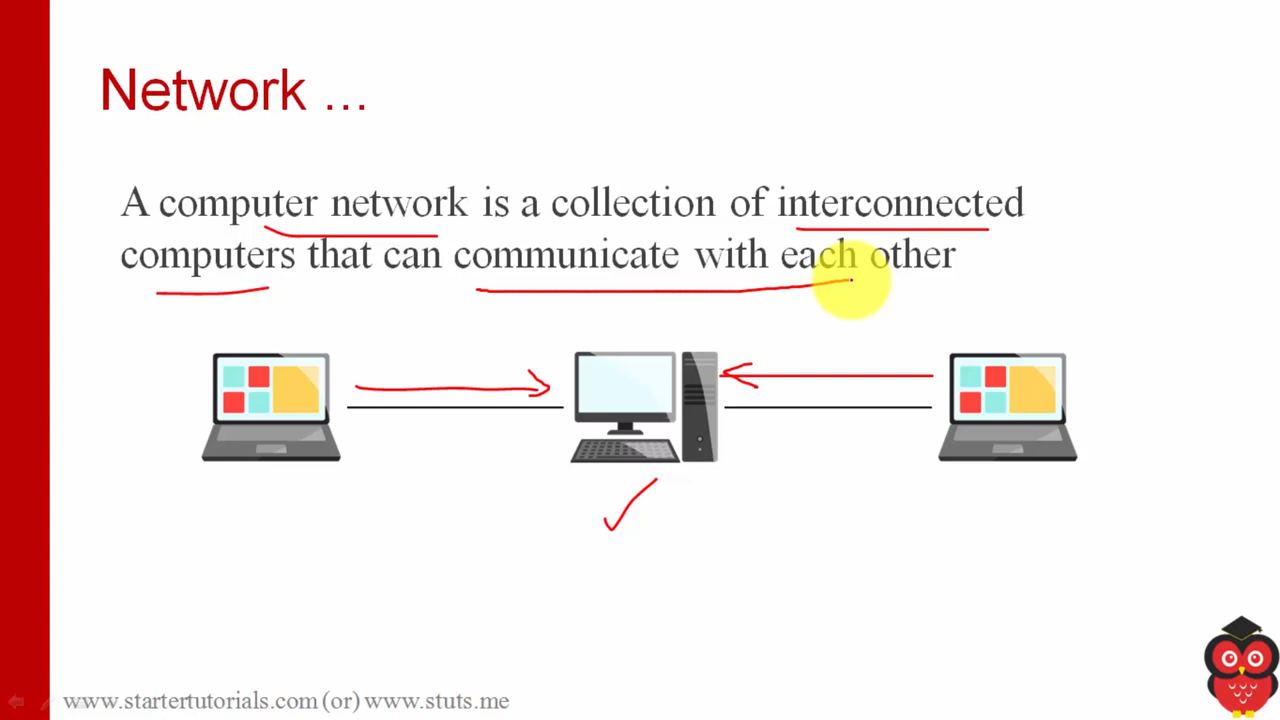 Network ...
A computer network is a collection of interconnected
computers that can communicate with each other
www.startertutorials.com (or) www.stuts.me